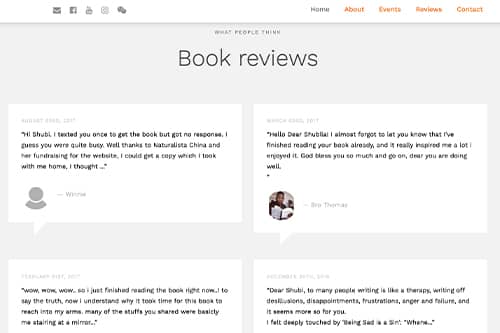 Home About Events Reviews Contact
WHAT PEOPLE THINK
Book reviews
AUGUST 23RD, 2017
"Hi Shubi, I texted you once to get the book but got no response. I
guess you were quite busy. Well thanks to Naturalista China and
her fundraising for the website, I could get a copy which I took
with me home, I thought ..."
— Winnie
MARCH 23RD, 2017
"Hello Dear Shublla! I almost forgot to let you know that I've
finished reading your book already, and it really inspired me a lot i
enjoyed it. God bless you so much and go on, dear you are doing
well.
"
— Bro Thomas
FEBRUARY 21ST, 2017
"wow, wow, wow.. so i just finished reading the book right now..! to
say the truth, now i understand why it took time for this book to
reach into my arms. many of the stuffs you shared were basicly
me stairing at a mirror..."
"Dear Shubi, to many people writing is like a therapy, writing off
desillusions, disappointments, frustrations, anger and failure, and
it seems more so for you.
I felt deeply touched by 'Being Sad is a Sin'. "Whene..."